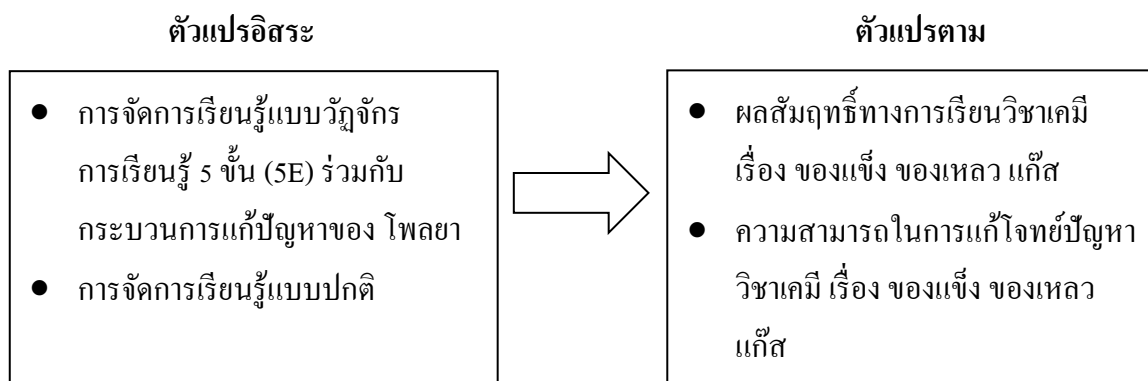 ตัวแปรอิสระ
● การจัดการเรียนรู้แบบวัฏจักร
การเรียนรู้ 5 ขั้น (5E) ร่วมกับ
กระบวนการแก้ปัญหาของ โพลยา
● การจัดการเรียนรู้แบบปกติ
ตัวแปรตาม
● ผลสัมฤทธิ์ทางการเรียนวิชาเคมี
เรื่อง ของแข็ง ของเหลว แก๊ส
● ความสามารถในการแก้โจทย์ปัญหา
วิชาเคมี เรื่อง ของแข็ง ของเหลว
แก๊ส